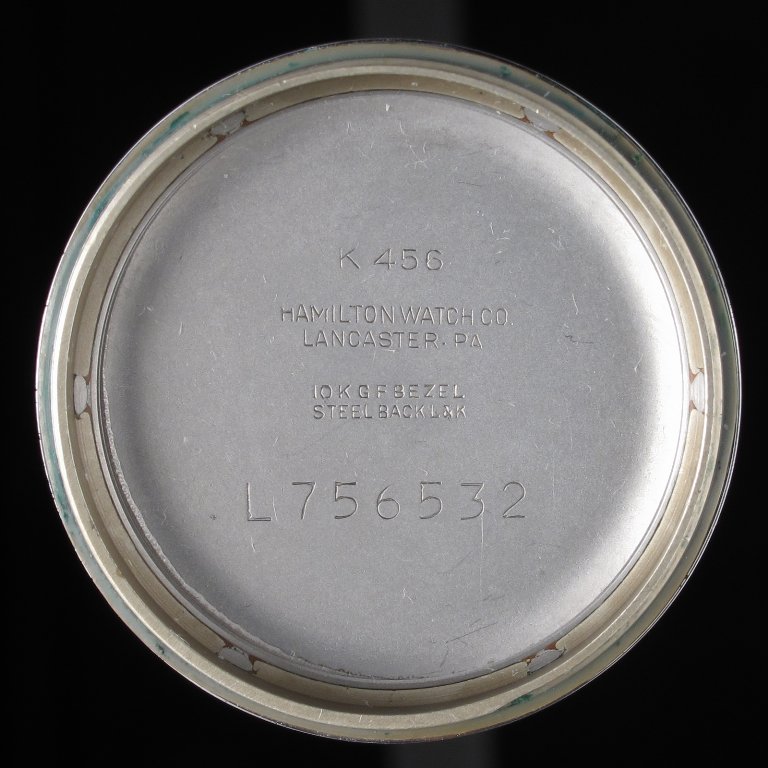 K 456
HAMILTON WATCH CO.
LANCASTER. PA
10 K G F BEZEL
STEEL BACK L&K
L756532